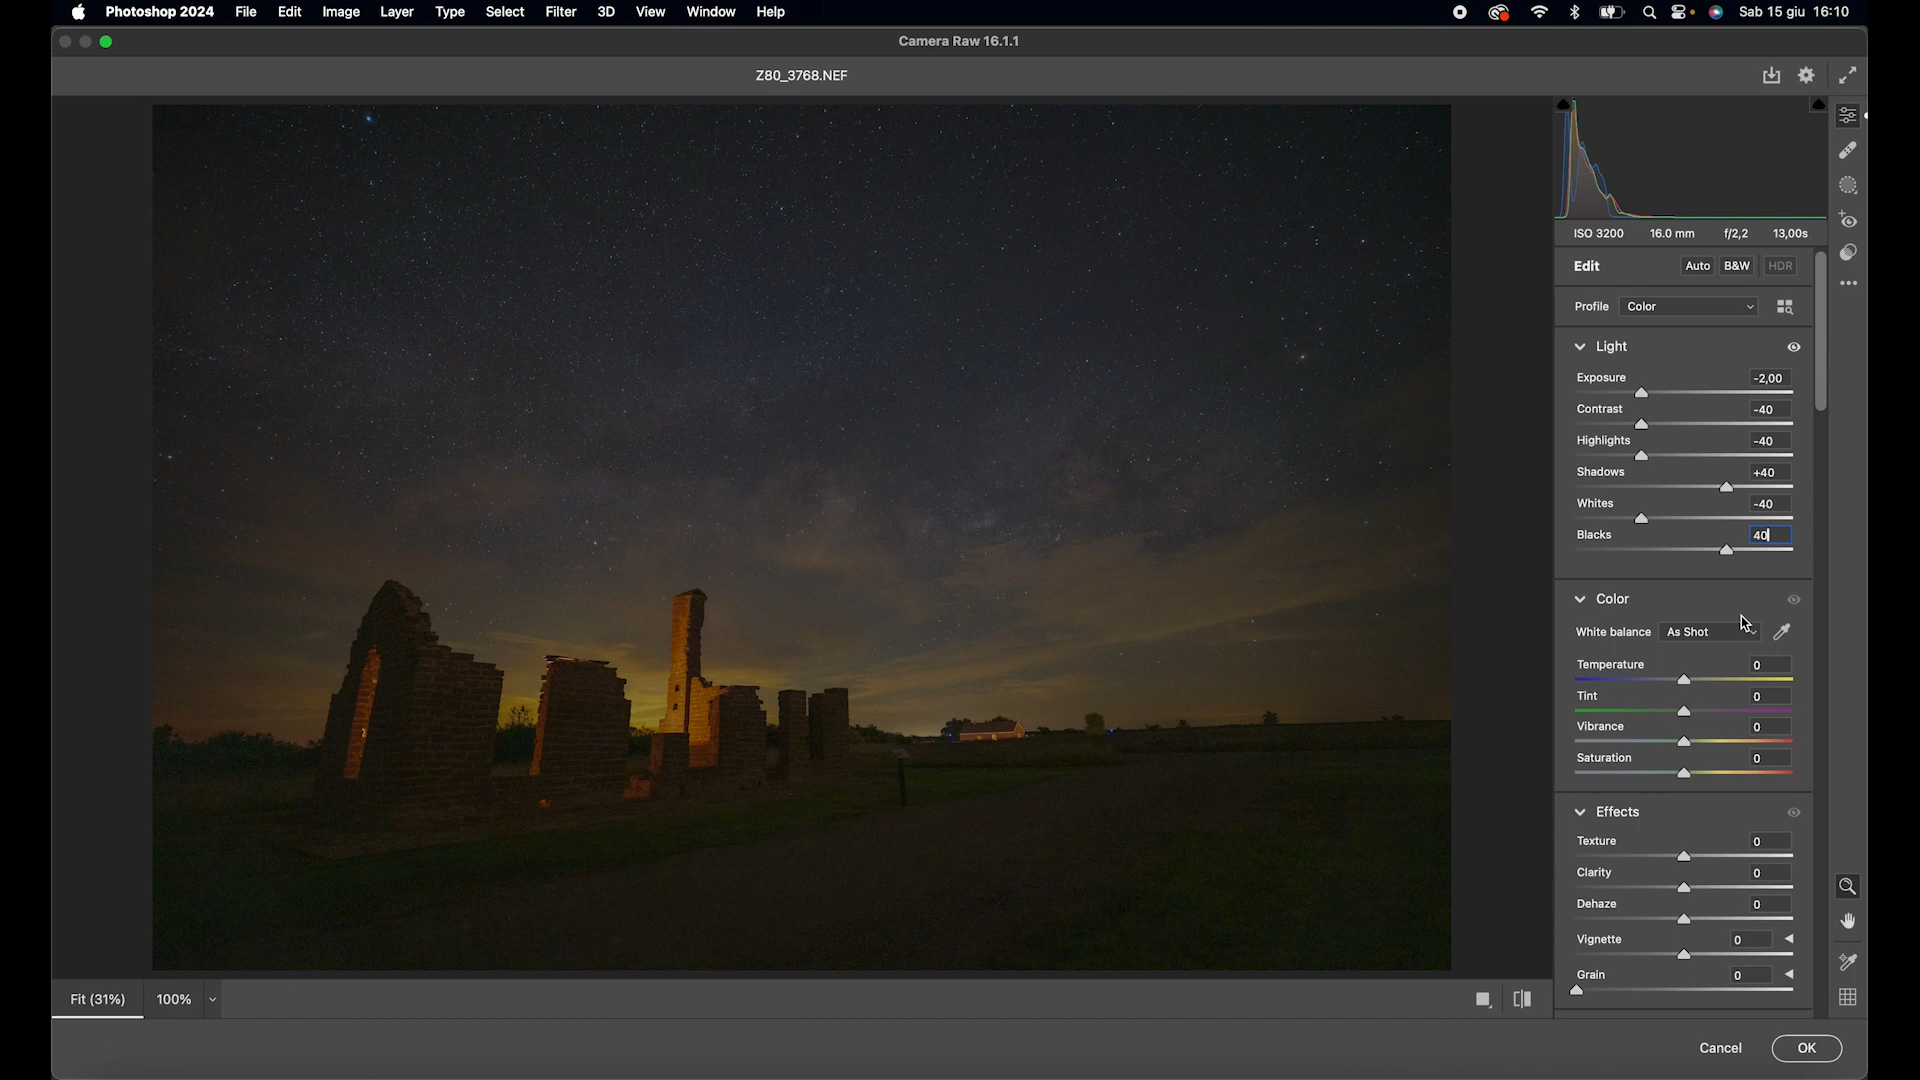 Photoshop 2024 File Edit Image Layer Type Select Filter 3D View Window Help Sab 15 giu 16:10
Camera Raw 16.1.1
Z80_3768.NEF
ISO 3200 16.0 mm f/2,2 13,00s
Edit Auto B&W HDR
Profile Color
Light
Exposure -2,00
Contrast -40
Highlights -40
Shadows +40
Whites -40
Blacks 40
Color
White balance As Shot
Temperature 0
Tint 0
Vibrance 0
Saturation 0
Effects
Texture 0
Clarity 0
Dehaze 0
Vignette 0
Grain 0
Fit (31%) 100%
Cancel OK